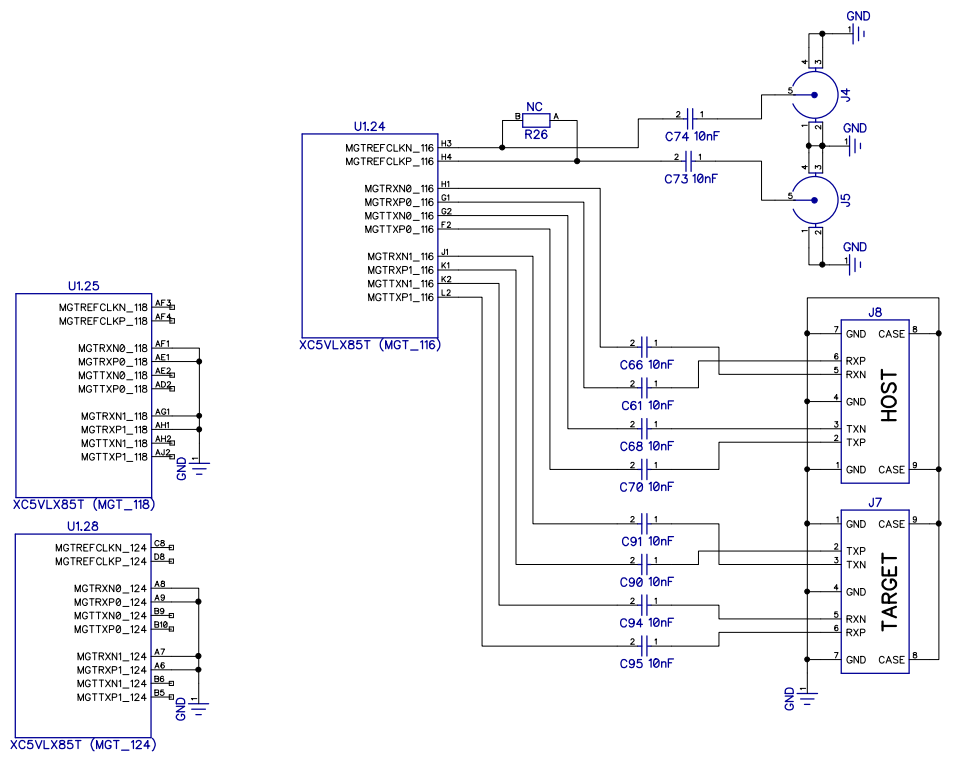 GND
1
4
3
5
J4
1
2
GND
1
4
3
5
J5
1
2
GND
1
NC
B
A
R26
2
1
C74 10nF
2
1
C73 10nF
U1.24
MGTREFCLKN_116 H3
MGTREFCLKP_116 H4
MGTRXN0_116 H1
MGTRXP0_116 G1
MGTTXN0_116 G2
MGTTXP0_116 F2
MGTRXN1_116 J1
MGTRXP1_116 K1
MGTTXN1_116 K2
MGTTXP1_116 L2
XC5VLX85T (MGT_116)
U1.25
MGTREFCLKN_118 AF3
MGTREFCLKP_118 AF4
MGTRXN0_118 AF1
MGTRXP0_118 AE1
MGTTXN0_118 AE2
MGTTXP0_118 AD2
MGTRXN1_118 AG1
MGTRXP1_118 AH1
MGTTXN1_118 AH2
MGTTXP1_118 AJ2
GND
1
XC5VLX85T (MGT_118)
U1.28
MGTREFCLKN_124 C8
MGTREFCLKP_124 D8
MGTRXN0_124 A8
MGTRXP0_124 A9
MGTTXN0_124 B9
MGTTXP0_124 B10
MGTRXN1_124 A7
MGTRXP1_124 A6
MGTTXN1_124 B6
MGTTXP1_124 B5
GND
1
XC5VLX85T (MGT_124)
2
1
C66 10nF
2
1
C61 10nF
2
1
C68 10nF
2
1
C70 10nF
2
1
C91 10nF
2
1
C90 10nF
2
1
C94 10nF
2
1
C95 10nF
J8
7 GND CASE 8
6 RXP
5 RXN
4 GND
3 TXN
2 TXP
1 GND CASE 9
HOST
J7
1 GND CASE 9
2 TXP
3 TXN
4 GND
5 RXN
6 RXP
7 GND CASE 8
TARGET
GND
1